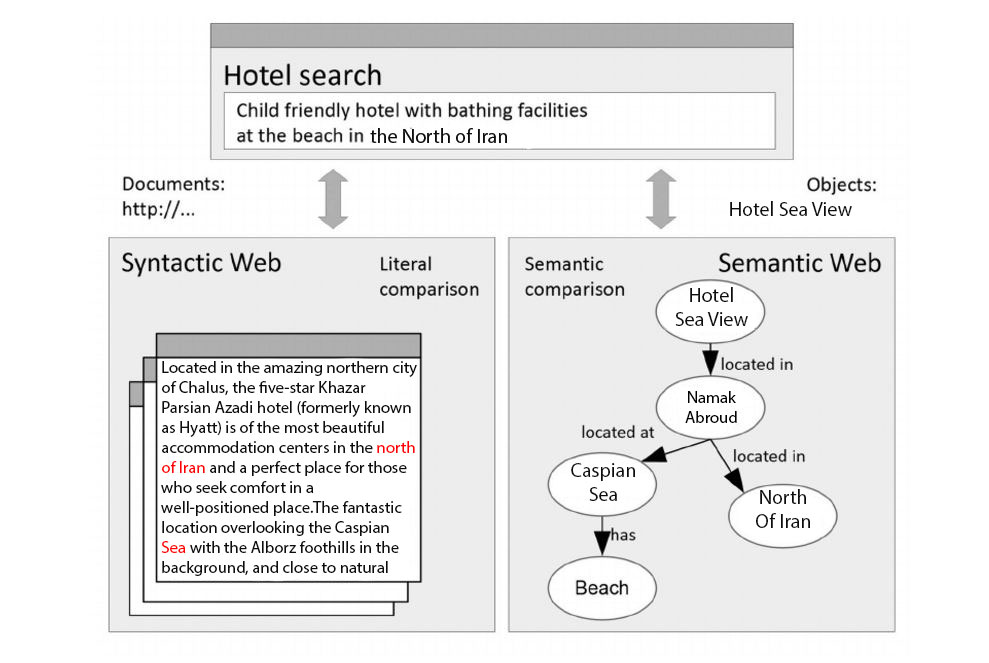 Hotel search
Child friendly hotel with bathing facilities
at the beach in the North of Iran
Documents:
http://...
Objects:
Hotel Sea View
Syntactic Web
Literal
comparison
Located in the amazing northern city
of Chalus, the five-star Khazar
Parsian Azadi hotel (formerly known
as Hyatt) is of the most beautiful
accommodation centers in the north
of Iran and a perfect place for those
who seek comfort in a
well-positioned place.The fantastic
location overlooking the Caspian
Sea with the Alborz foothills in the
background, and close to natural
Semantic
comparison
Semantic Web
Hotel
Sea View
located in
Namak
Abroud
located at
located in
Caspian
Sea
North
Of Iran
has
Beach